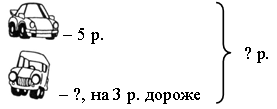 – 5 р.
? р.
– ?, на 3 р. дороже